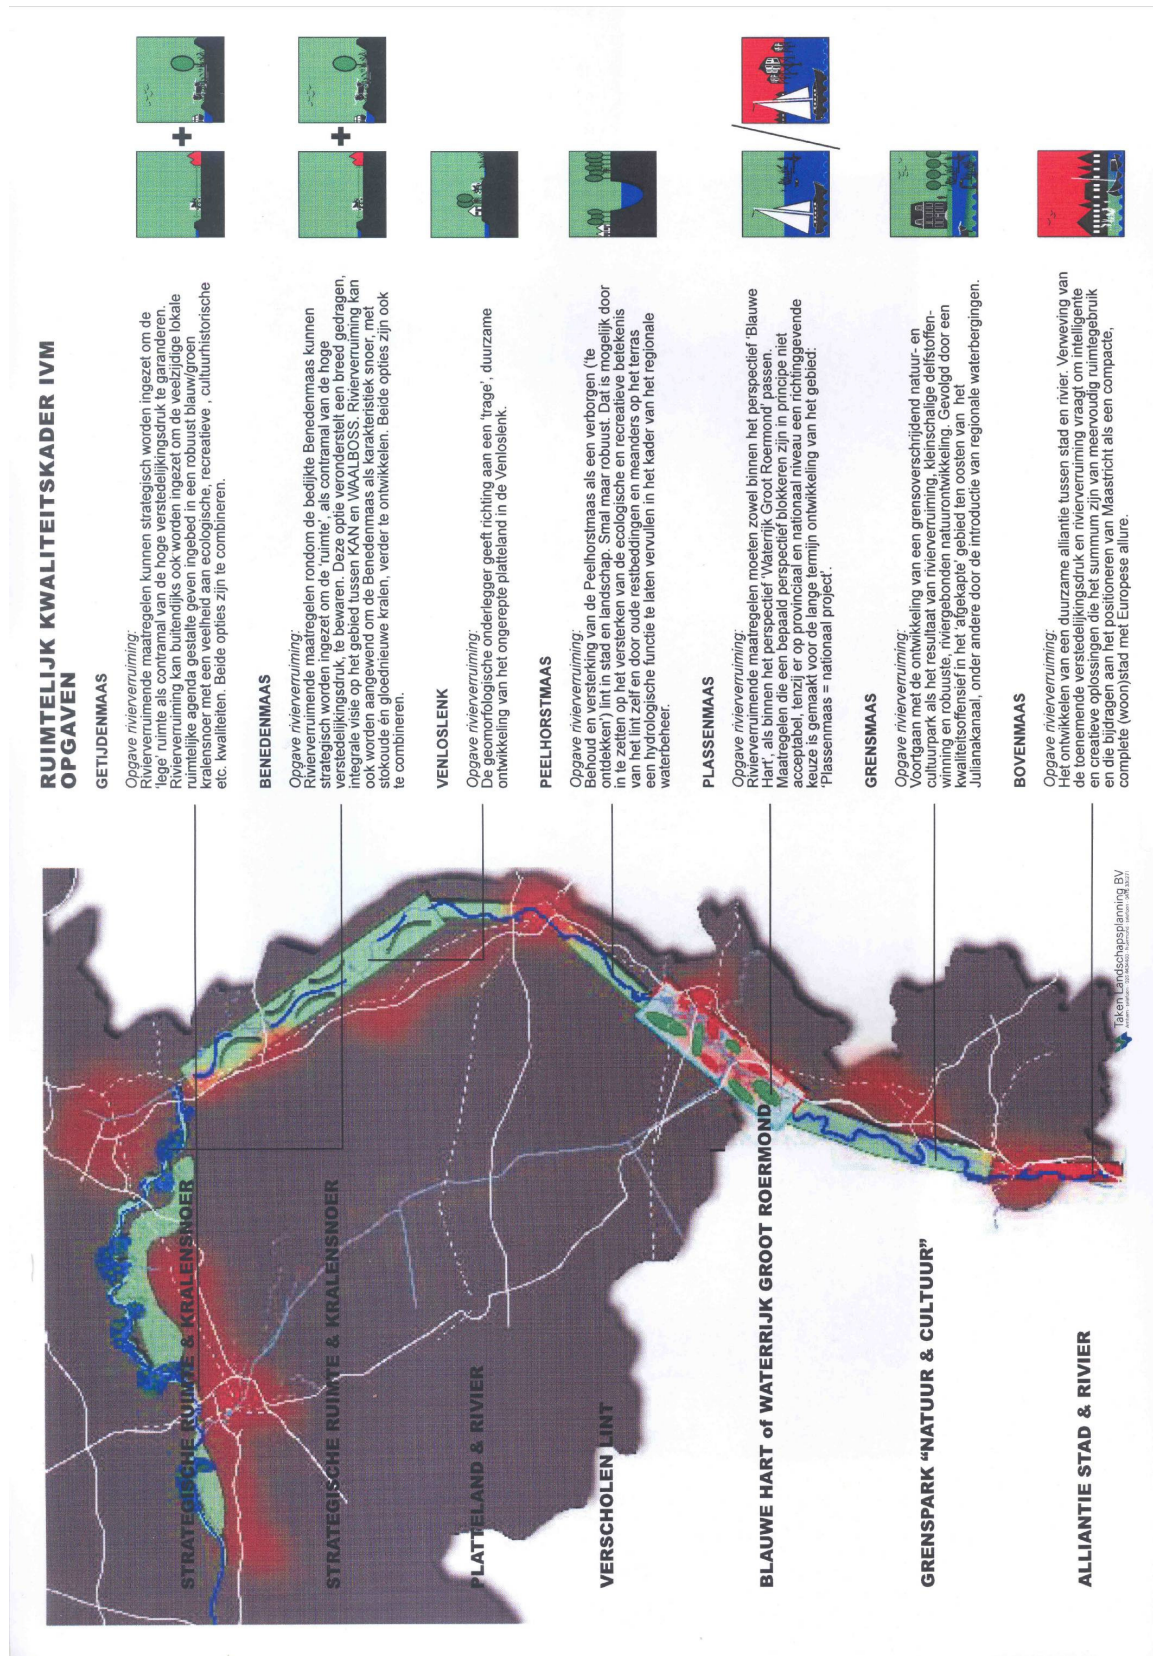 RUIMTELIJK KWALITEITSKADER IVM
OPGAVEN
GETIJDENMAAS
Opgave rivierverruiming:
Rivierverruimende maatregelen kunnen strategisch worden ingezet om de
'lege' ruimte als contramal van de hoge verstedelijkingsdruk te garanderen.
Rivierverruiming kan buitendijks ook worden ingezet om de veelzijdige lokale
ruimtelijke agenda gestalte geven ingebed in een robuust blauw/groen
kralensnoer met een veelheid aan ecologische, recreatieve , cultuurhistorische
etc. kwaliteiten. Beide opties zijn te combineren.
BENEDENMAAS
Opgave rivierverruiming:
Rivierverruimende maatregelen rondom de bedijkte Benedenmaas kunnen
strategisch worden ingezet om de 'ruimte', als contramal van de hoge
verstedelijkingsdruk, te bewaren. Deze optie veronderstelt een breed gedragen,
integrale visie op het gebied tussen KAN en WAALBOSS. Rivierverruiming kan
ook worden aangewend om de Benedenmaas als karakteristiek snoer, met
stokoude én gloednieuwe kralen, verder te ontwikkelen. Beide opties zijn ook
te combineren.
VENLOSLENK
Opgave rivierverruiming:
De geomorfologische onderlegger geeft richting aan een 'trage', duurzame
ontwikkeling van het ongerepte platteland in de Venloslenk.
PEELHORSTMAAS
Opgave rivierverruiming:
Behoud en versterking van de Peelhorstmaas als een verborgen ('te
ontdekken') lint in stad en landschap. Smal maar robuust. Dat is mogelijk door
in te zetten op het versterken van de ecologische en recreatieve betekenis
van het lint zelf en door oude restbeddingen en meanders op het terras
een hydrologische functie te laten vervullen in het kader van het regionale
waterbeheer.
PLASSENMAAS
Opgave rivierverruiming:
Rivierverruimende maatregelen moeten zowel binnen het perspectief 'Blauwe
Hart', als binnen het perspectief 'Waterrijk Groot Roermond' passen.
Maatregelen die een bepaald perspectief blokkeren zijn in principe niet
acceptabel, tenzij er op provinciaal en nationaal niveau een richtinggevende
keuze is gemaakt voor de lange termijn ontwikkeling van het gebied:
'Plassenmaas = nationaal project'.
GRENSMAAS
Opgave rivierverruiming:
Voortgaan met de ontwikkeling van een grensoverschrijdend natuur- en
cultuurpark als het resultaat van rivierverruiming, kleinschalige delfstoffen-
winning en robuuste, riviergebonden natuurontwikkeling. Gevolgd door een
kwaliteitsoffensief in het 'afgekapte' gebied ten oosten van het
Julianakanaal, onder andere door de introductie van regionale waterbergingen.
BOVENMAAS
Opgave rivierverruiming:
Het ontwikkelen van een duurzame alliantie tussen stad en rivier. Verweving van
de toenemende verstedelijkingsdruk en rivierverruiming vraagt om intelligente
en creatieve oplossingen die het summum zijn van meervoudig ruimtegebruik
en die bijdragen aan het positioneren van Maastricht als een compacte,
complete (woon)stad met Europese allure.
STRATEGISCHE RUIMTE & KRALENSNOER
STRATEGISCHE RUIMTE & KRALENSNOER
PLATTELAND & RIVIER
VERSCHOLEN LINT
BLAUWE HART of WATERRIJK GROOT ROERMOND
GRENSPARK "NATUUR & CULTUUR"
ALLIANTIE STAD & RIVIER
Taken Landschapsplanning BV